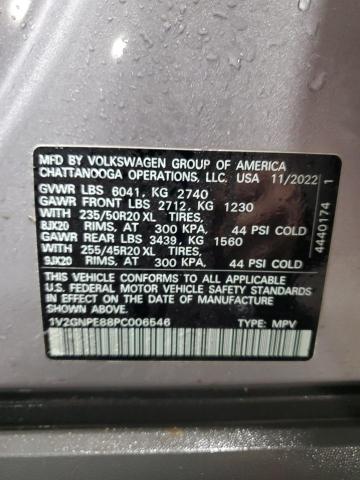 MFD BY VOLKSWAGEN GROUP OF AMERICA
CHATTANOOGA OPERATIONS, LLC. USA 11/2022
GVWR LBS 6041, KG 2740
GAWR FRONT LBS 2712, KG 1230
WITH 235/50R20 XL TIRES,
8JX20 RIMS, AT 300 KPA, 44 PSI COLD
GAWR REAR LBS 3439, KG 1560
WITH 255/45R20 XL TIRES,
9JX20 RIMS, AT 300 KPA, 44 PSI COLD
THIS VEHICLE CONFORMS TO ALL APPLICABLE
U.S. FEDERAL MOTOR VEHICLE SAFETY STANDARDS
IN EFFECT ON THE DATE OF MANUFACTURE
SHOWN ABOVE.
1V2GNPE88PC006546 TYPE: MPV
4440174 1